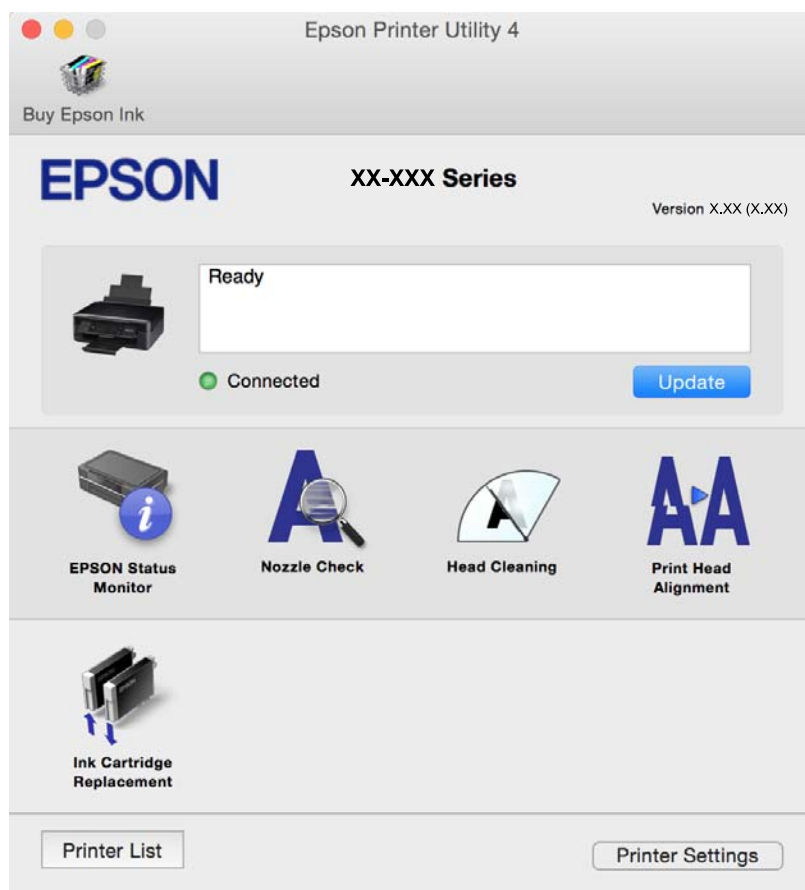 Epson Printer Utility 4
Buy Epson Ink
EPSON
XX-XXX Series
Version X.XX (X.XX)
Ready
Connected
Update
EPSON Status
Monitor
Nozzle Check
Head Cleaning
Print Head
Alignment
Ink Cartridge
Replacement
Printer List
Printer Settings